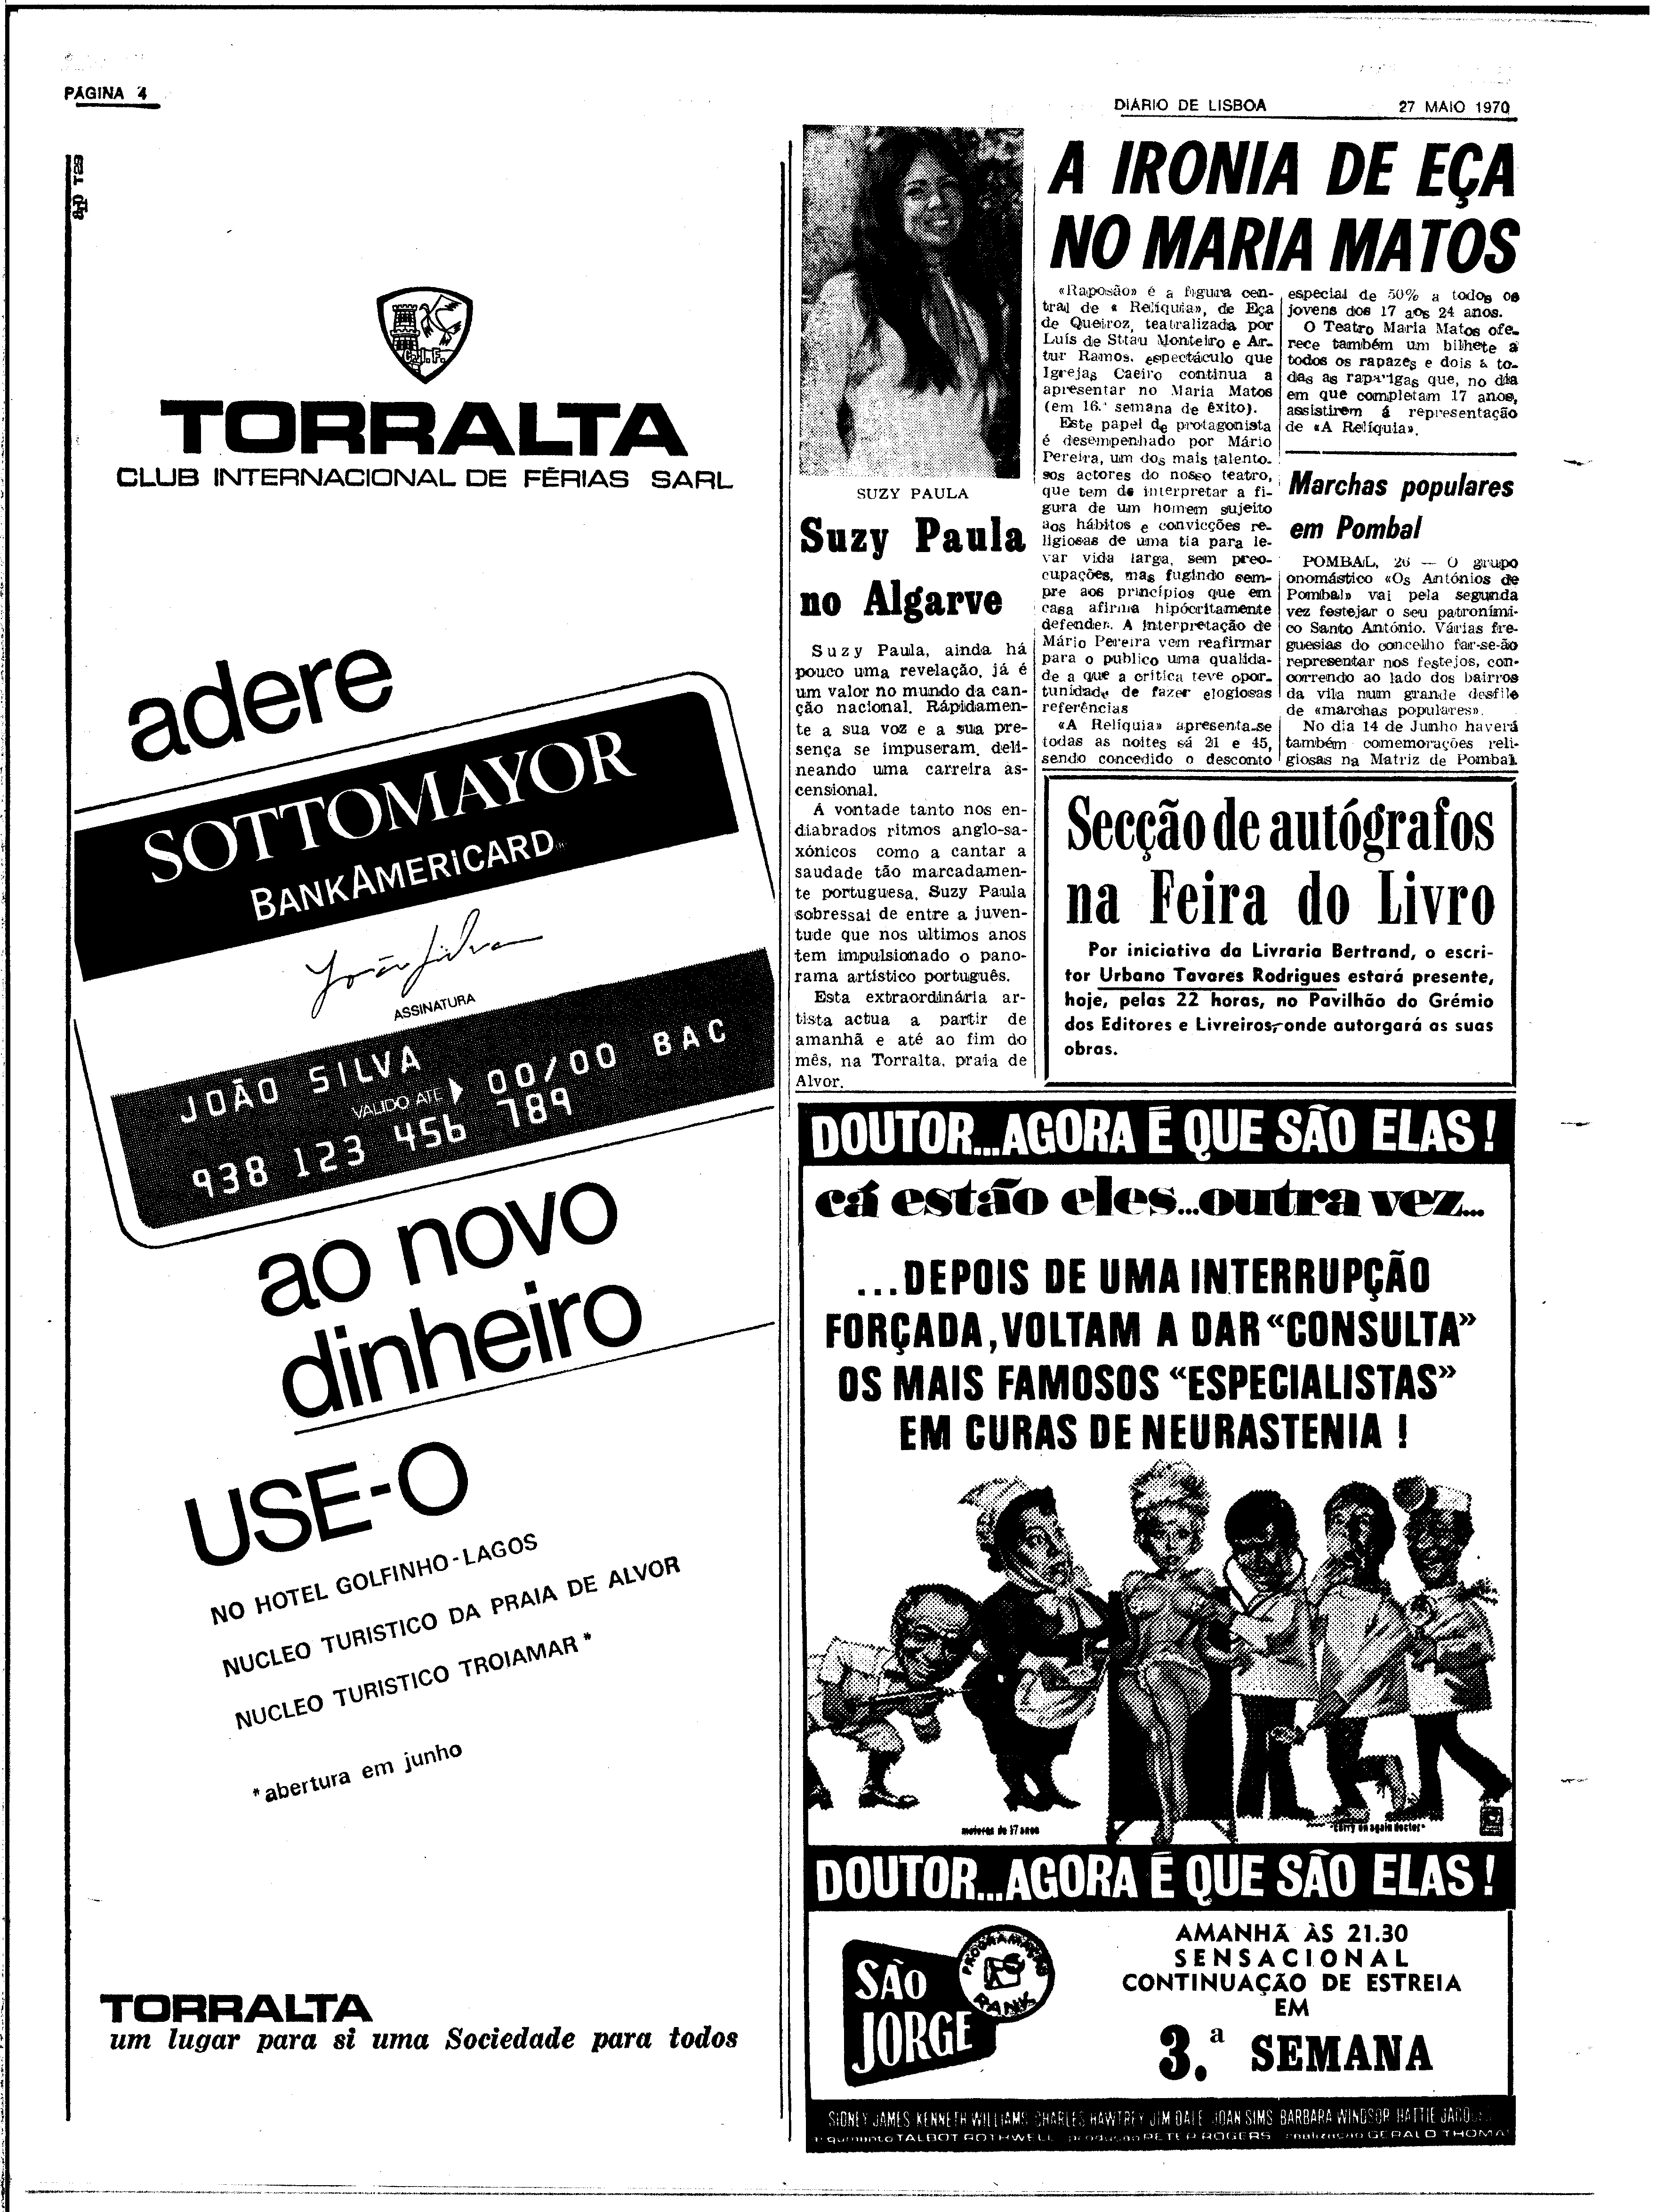 PÁGINA 4
DIÁRIO DE LISBOA 27 MAIO 1970
C.I.F.
TORRALTA
CLUB INTERNACIONAL DE FÉRIAS SARL
adere
SOTTOMAYOR
BANKAMERICARD
João Silva
ASSINATURA
JOÃO SILVA
VALIDO ATÉ 00/00 BAC
938 123 456 789
ao novo
dinheiro
USE-O
NO HOTEL GOLFINHO-LAGOS
NUCLEO TURISTICO DA PRAIA DE ALVOR
NUCLEO TURISTICO TROIAMAR*
*abertura em junho
TORRALTA
um lugar para si uma Sociedade para todos
SUZY PAULA
Suzy Paula
no Algarve
Suzy Paula, ainda há
pouco uma revelação, já é
um valor no mundo da can-
ção nacional. Ràpidamen-
te a sua voz e a sua pre-
sença se impuseram, deli-
neando uma carreira as-
censional.
À vontade tanto nos en-
diabrados ritmos anglo-sa-
xónicos como a cantar a
saudade tão marcadamen-
te portuguesa, Suzy Paula
sobressai de entre a juven-
tude que nos ultimos anos
tem impulsionado o pano-
rama artístico português.
Esta extraordinária ar-
tista actua a partir de
amanhã e até ao fim do
mês, na Torralta, praia de
Alvor.
A IRONIA DE EÇA
NO MARIA MATOS
«Raposão» é a figura cen-
tral de « Relíquia», de Eça
de Queiroz, teatralizada por
Luís de Sttau Monteiro e Ar-
tur Ramos, espectáculo que
Igrejas Caeiro continua a
apresentar no Maria Matos
(em 16.ª semana de êxito).
Este papel de protagonista
é desempenhado por Mário
Pereira, um dos mais talento-
sos actores do nosso teatro,
que tem de interpretar a fi-
gura de um homem sujeito
aos hábitos e convicções re-
ligiosas de uma tia para le-
var vida larga, sem preo-
cupações, mas fugindo sem-
pre aos princípios que em
casa afirma hipòcritamente
defender. A interpretação de
Mário Pereira vem reafirmar
para o publico uma qualida-
de a que a critica teve opor-
tunidade de fazer elogiosas
referências
«A Relíquia» apresenta-se
todas as noites sá 21 e 45,
sendo concedido o desconto
especial de 50% a todos os
jovens dos 17 aos 24 anos.
O Teatro Maria Matos ofe-
rece também um bilhete a
todos os rapazes e dois a to-
das as raparigas que, no dia
em que completam 17 anos,
assistirem á representação
de «A Relíquia».
Marchas populares
em Pombal
POMBAL, 26 — O grupo
onomástico «Os Antónios de
Pombal» vai pela segunda
vez festejar o seu patroními-
co Santo António. Várias fre-
guesias do concelho far-se-ão
representar nos festejos, con-
correndo ao lado dos bairros
da vila num grande desfile
de «marchas populares».
No dia 14 de Junho haverá
também comemorações reli-
giosas na Matriz de Pombal.
Secção de autógrafos
na Feira do Livro
Por iniciativa da Livraria Bertrand, o escri-
tor Urbano Tavares Rodrigues estará presente,
hoje, pelas 22 horas, no Pavilhão do Grémio
dos Editores e Livreiros, onde autorgará as suas
obras.
DOUTOR...AGORA É QUE SÃO ELAS!
cá estão eles...outra vez...
...DEPOIS DE UMA INTERRUPÇÃO
FORÇADA, VOLTAM A DAR «CONSULTA»
OS MAIS FAMOSOS «ESPECIALISTAS»
EM CURAS DE NEURASTENIA !
maiores de 17 anos
"carry on again doctor"
DOUTOR...AGORA É QUE SÃO ELAS!
SÃO
JORGE
PROGRAMAÇÃO
RANK
AMANHÃ ÀS 21.30
SENSACIONAL
CONTINUAÇÃO DE ESTREIA
EM
3.ª SEMANA
SIDNEY JAMES KENNETH WILLIAMS CHARLES HAWTREY JIM DALE JOAN SIMS BARBARA WINDSOR HATTIE
argumento TALBOT ROTHWELL produção PETER ROGERS realização GERALD THOMAS